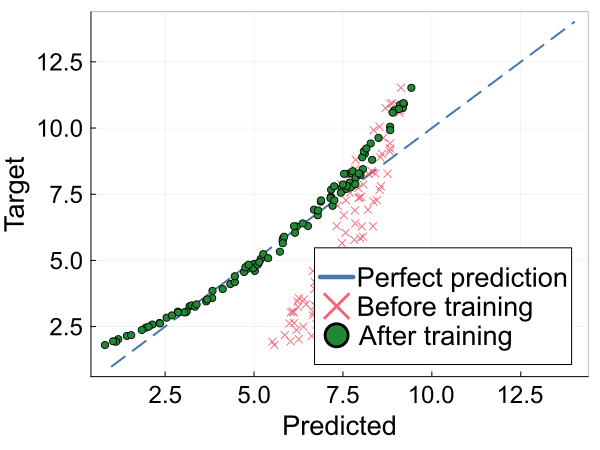 12.5
10.0
7.5
5.0
2.5
Target
Perfect prediction
Before training
After training
2.5 5.0 7.5 10.0 12.5
Predicted